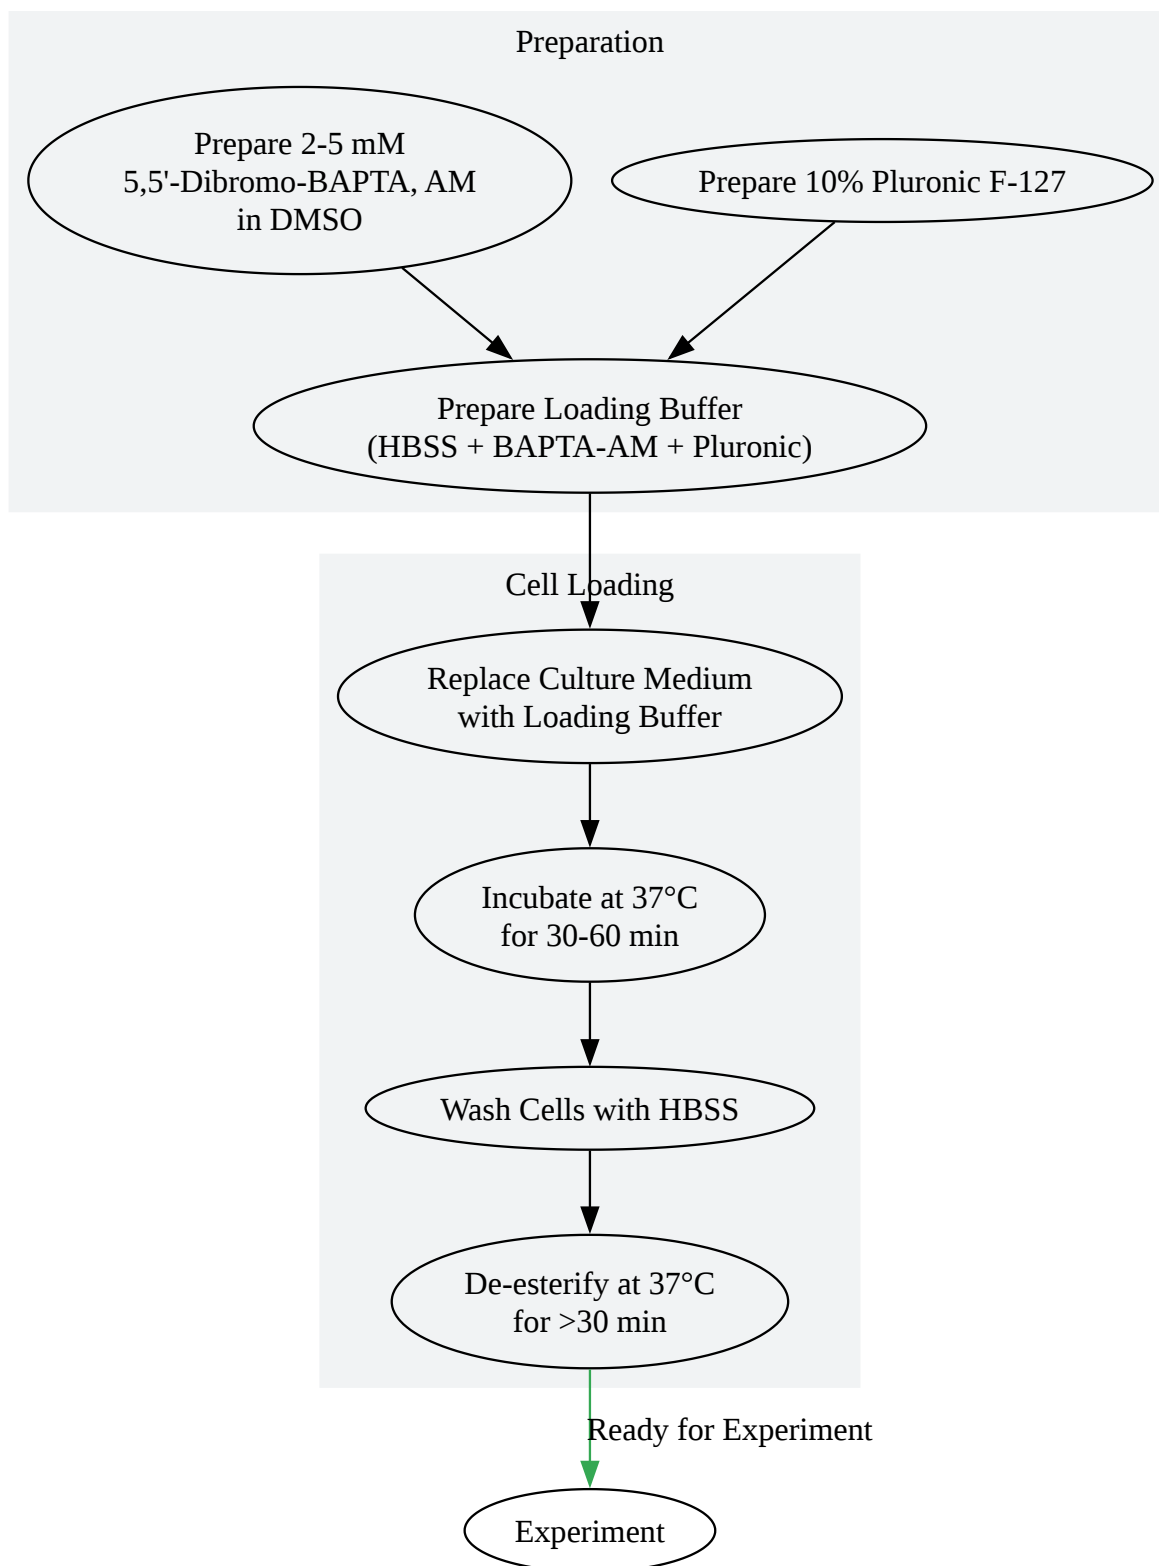 Preparation
Prepare 2-5 mM
5,5'-Dibromo-BAPTA, AM
in DMSO
Prepare 10% Pluronic F-127
Prepare Loading Buffer
(HBSS + BAPTA-AM + Pluronic)
Cell Loading
Replace Culture Medium
with Loading Buffer
Incubate at 37°C
for 30-60 min
Wash Cells with HBSS
De-esterify at 37°C
for >30 min
Ready for Experiment
Experiment